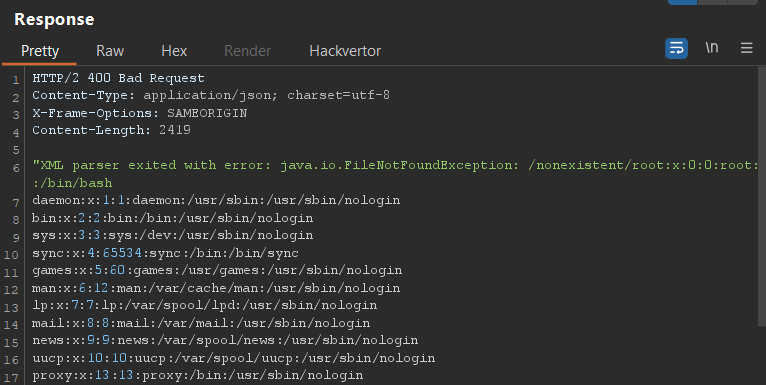 Response
Pretty Raw Hex Render Hackvertor \n
1 HTTP/2 400 Bad Request
2 Content-Type: application/json; charset=utf-8
3 X-Frame-Options: SAMEORIGIN
4 Content-Length: 2419
5
6 "XML parser exited with error: java.io.FileNotFoundException: /nonexistent/root:x:0:0:root:
:/bin/bash
7 daemon:x:1:1:daemon:/usr/sbin:/usr/sbin/nologin
8 bin:x:2:2:bin:/bin:/usr/sbin/nologin
9 sys:x:3:3:sys:/dev:/usr/sbin/nologin
10 sync:x:4:65534:sync:/bin:/bin/sync
11 games:x:5:60:games:/usr/games:/usr/sbin/nologin
12 man:x:6:12:man:/var/cache/man:/usr/sbin/nologin
13 lp:x:7:7:lp:/var/spool/lpd:/usr/sbin/nologin
14 mail:x:8:8:mail:/var/mail:/usr/sbin/nologin
15 news:x:9:9:news:/var/spool/news:/usr/sbin/nologin
16 uucp:x:10:10:uucp:/var/spool/uucp:/usr/sbin/nologin
17 proxy:x:13:13:proxy:/bin:/usr/sbin/nologin